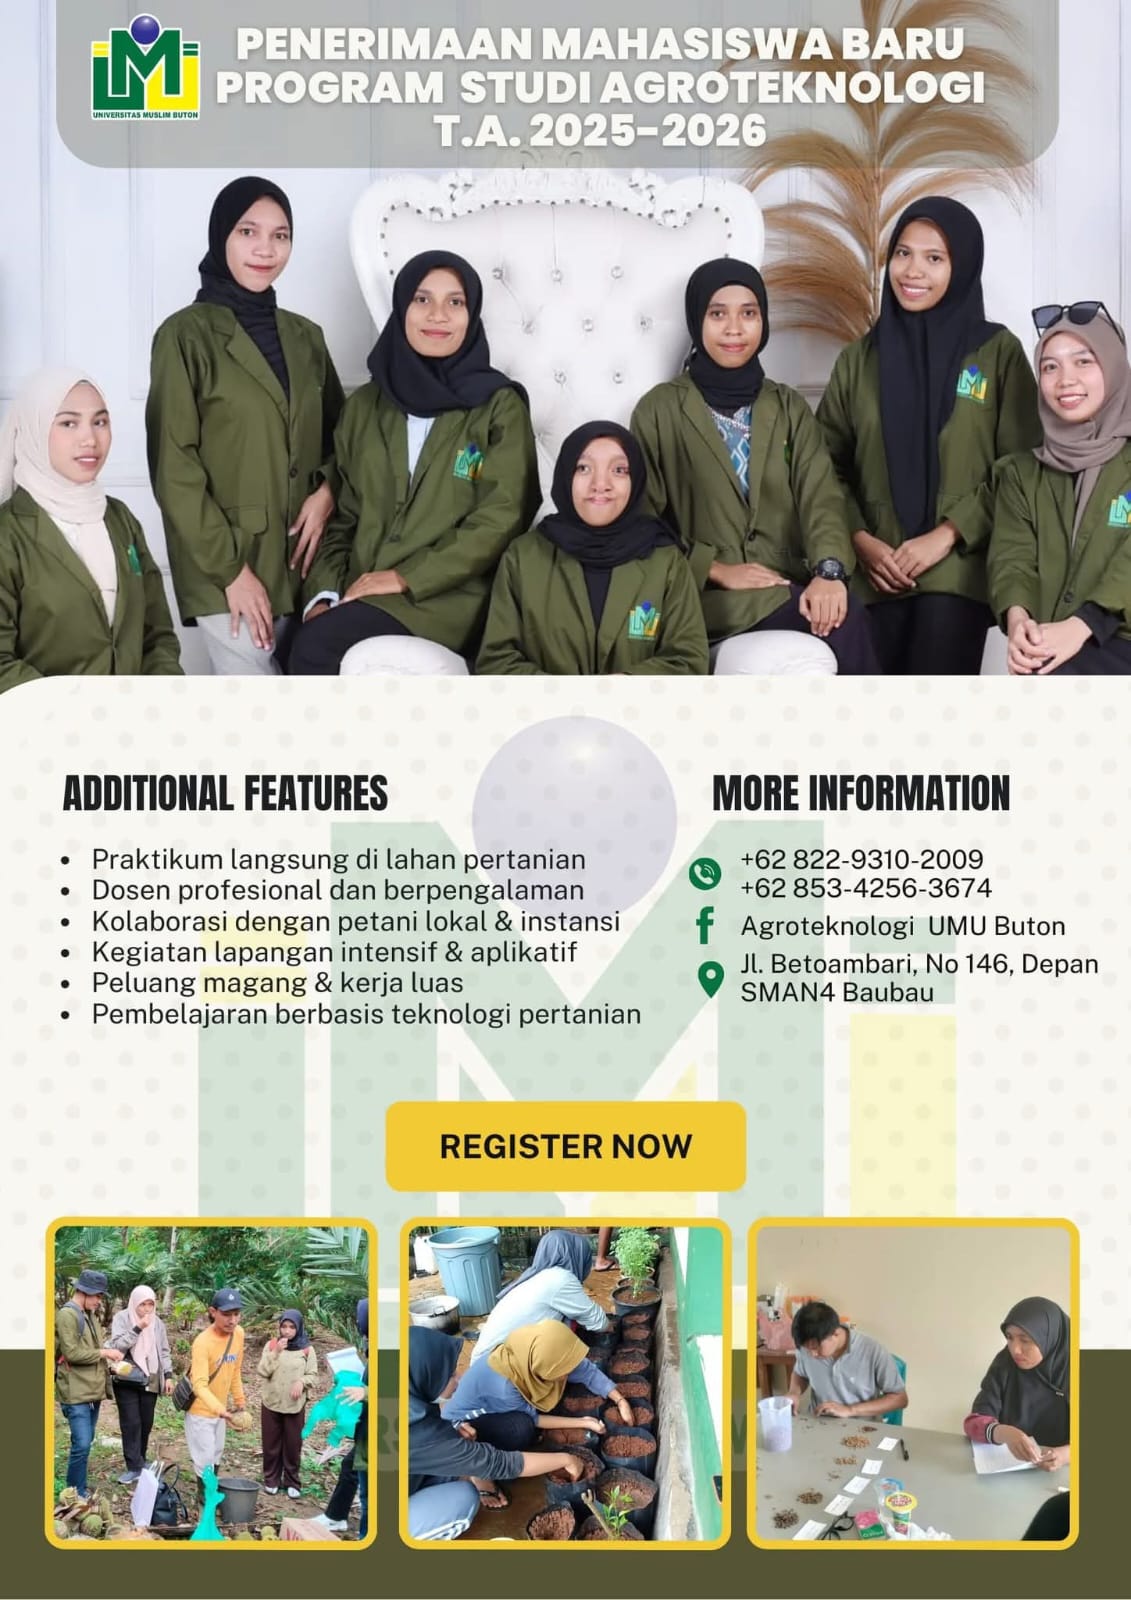 UNIVERSITAS MUSLIM BUTON
PENERIMAAN MAHASISWA BARU
PROGRAM STUDI AGROTEKNOLOGI
T.A. 2025-2026
ADDITIONAL FEATURES
• Praktikum langsung di lahan pertanian
• Dosen profesional dan berpengalaman
• Kolaborasi dengan petani lokal & instansi
• Kegiatan lapangan intensif & aplikatif
• Peluang magang & kerja luas
• Pembelajaran berbasis teknologi pertanian
MORE INFORMATION
+62 822-9310-2009
+62 853-4256-3674
Agroteknologi UMU Buton
Jl. Betoambari, No 146, Depan
SMAN4 Baubau
REGISTER NOW